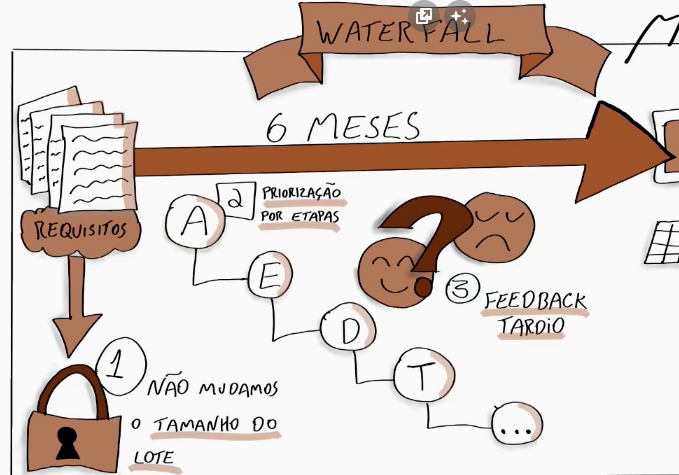 WATERFALL
6 MESES
REQUISITOS
A
2
PRIORIZAÇÃO
POR ETAPAS
E
D
T
...
3
FEEDBACK
TARDIO
1
NÃO MUDAMOS
O TAMANHO DO
LOTE